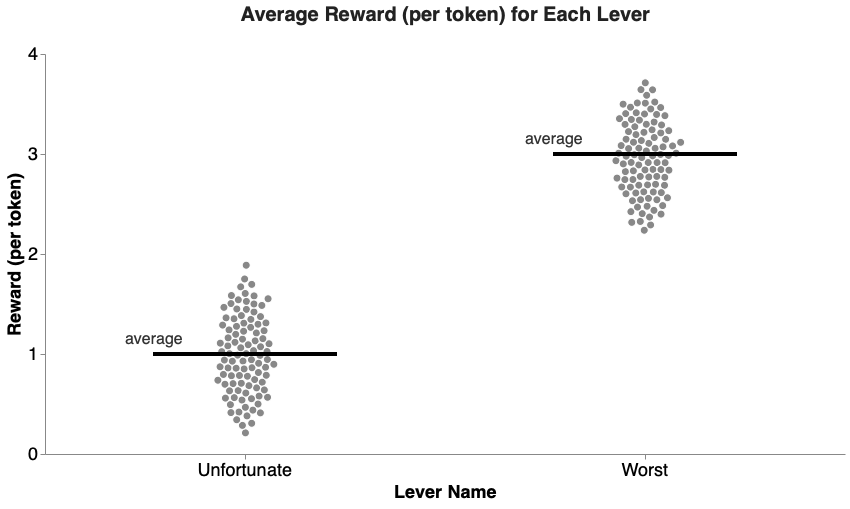 Average Reward (per token) for Each Lever
4
3
2
1
0
Reward (per token)
average
average
Unfortunate
Worst
Lever Name